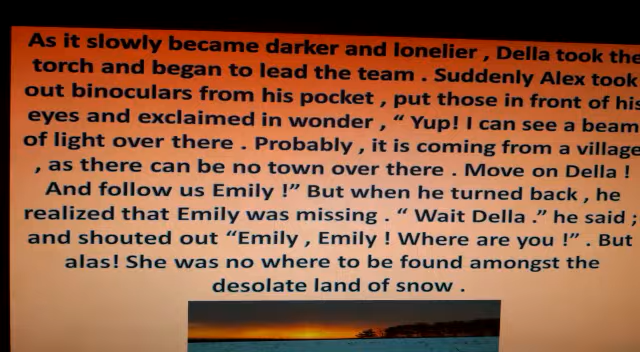 As it slowly became darker and lonelier , Della took the
torch and began to lead the team . Suddenly Alex took
out binoculars from his pocket , put those in front of his
eyes and exclaimed in wonder , “ Yup! I can see a beam
of light over there . Probably , it is coming from a village
, as there can be no town over there . Move on Della !
And follow us Emily !” But when he turned back , he
realized that Emily was missing . “ Wait Della .” he said ;
and shouted out “Emily , Emily ! Where are you !” . But
alas! She was no where to be found amongst the
desolate land of snow .